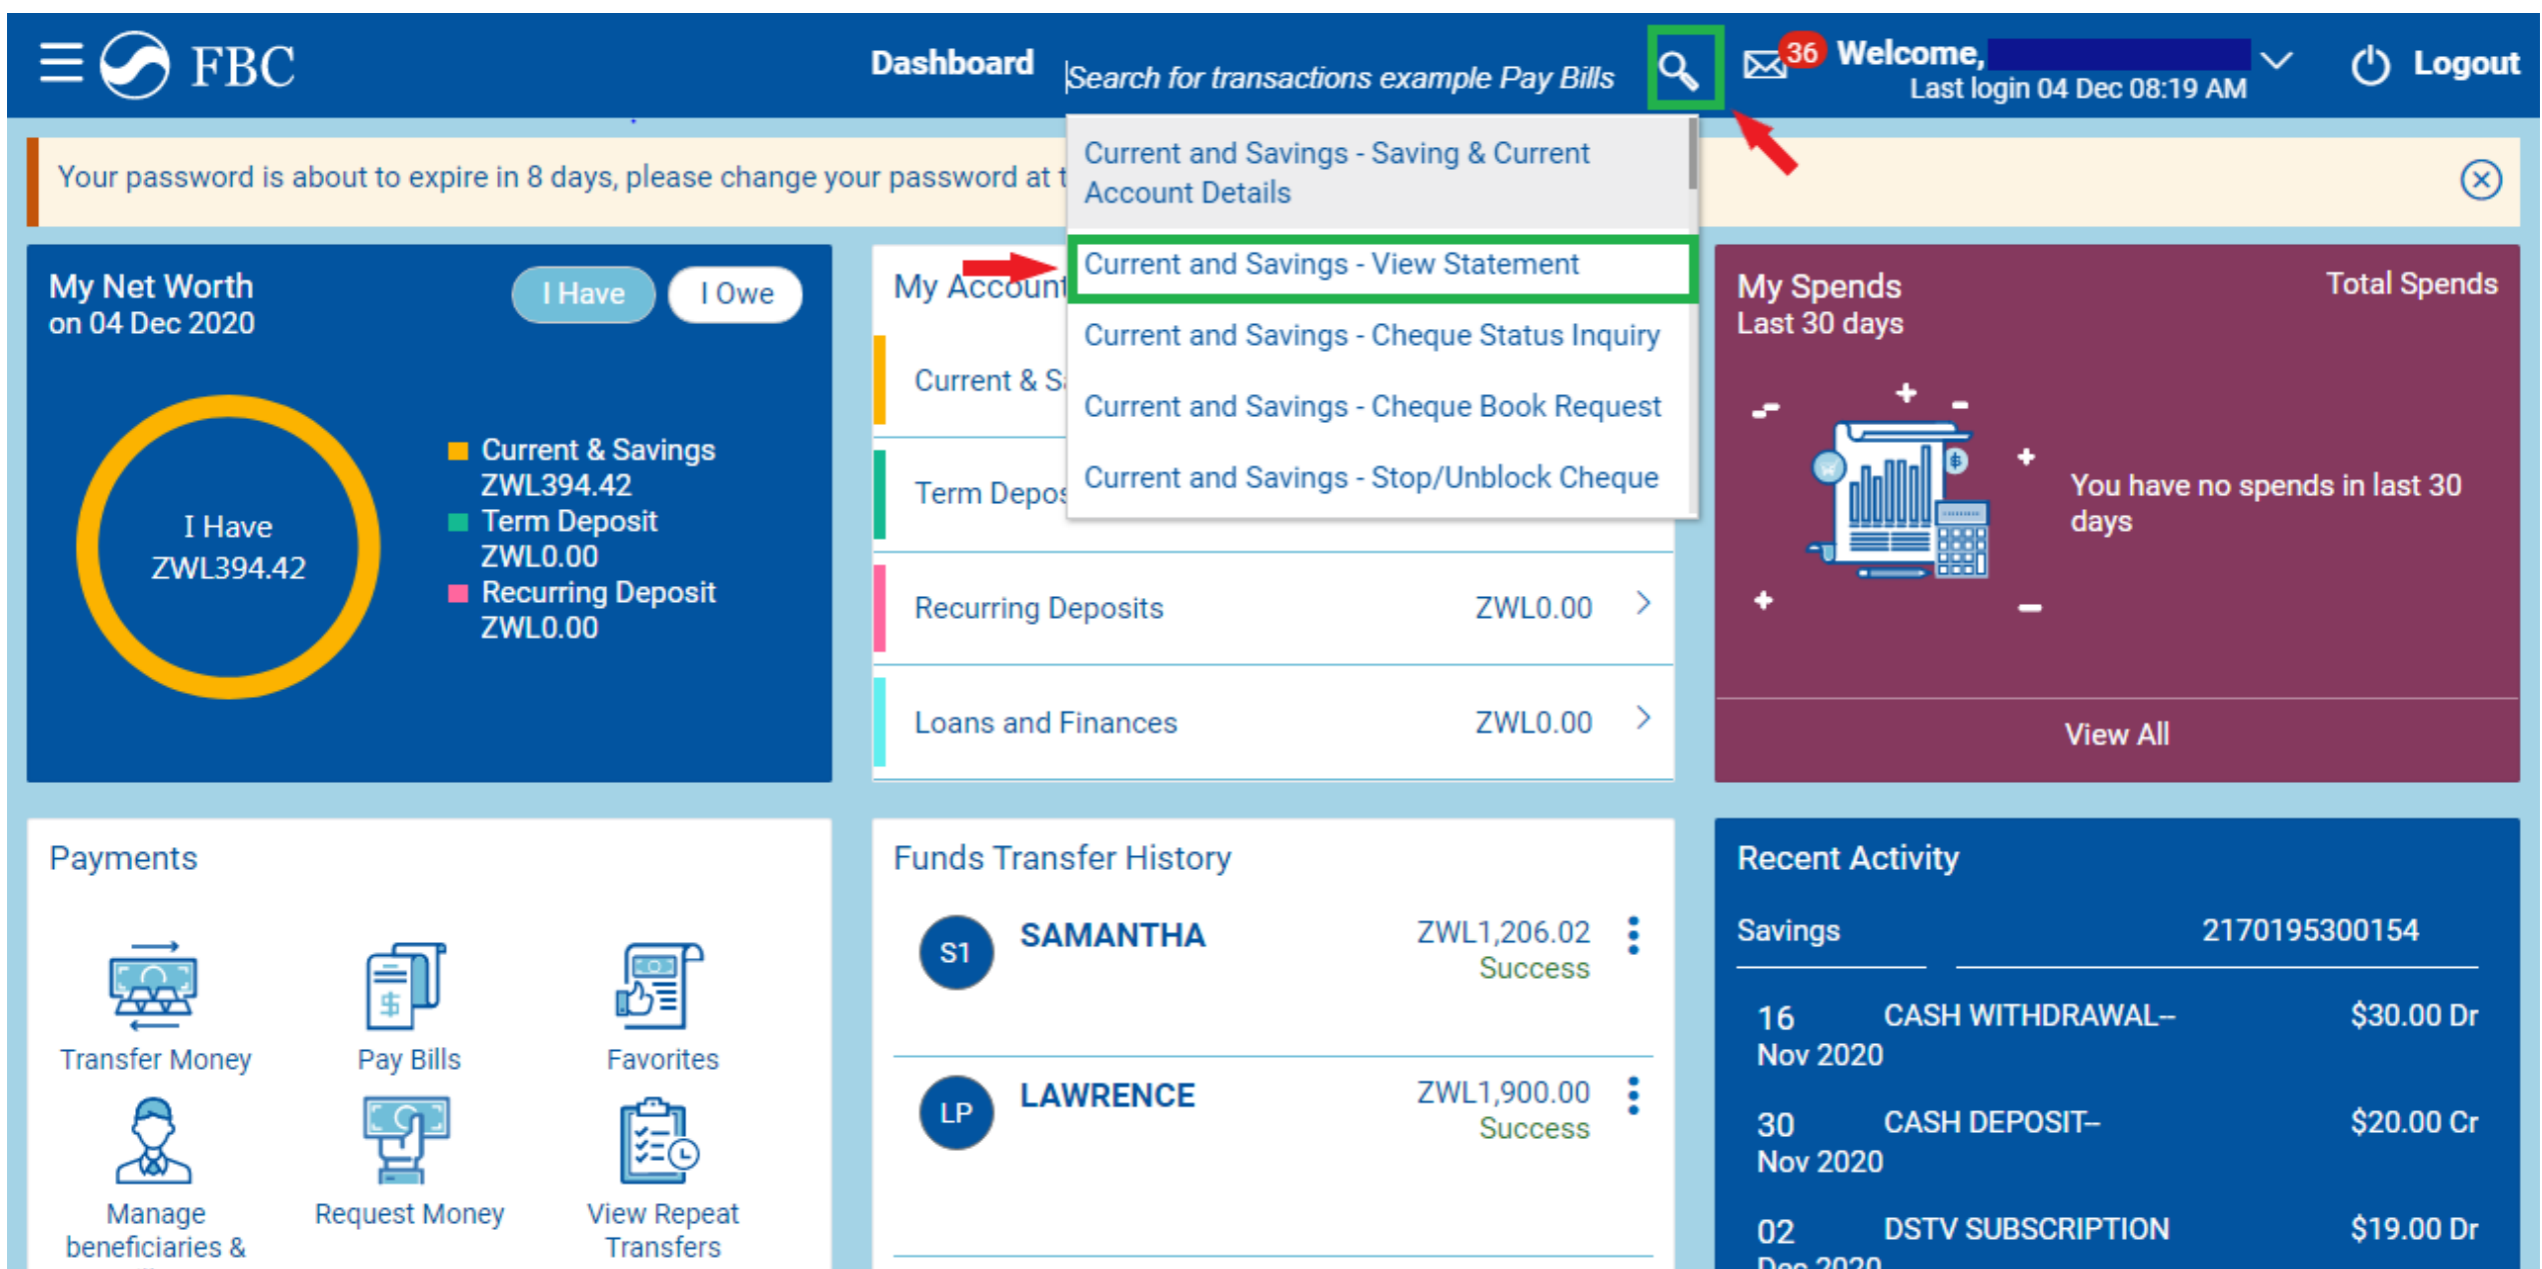 FBC
Dashboard
Search for transactions example Pay Bills
36
Welcome,
Last login 04 Dec 08:19 AM
Logout
Your password is about to expire in 8 days, please change your password at
Current and Savings - Saving & Current
Account Details
Current and Savings - View Statement
Current and Savings - Cheque Status Inquiry
Current and Savings - Cheque Book Request
Current and Savings - Stop/Unblock Cheque
My Net Worth
on 04 Dec 2020
I Have
I Owe
I Have
ZWL394.42
Current & Savings
ZWL394.42
Term Deposit
ZWL0.00
Recurring Deposit
ZWL0.00
My Account
Current &
Term
Recurring Deposits ZWL0.00
Loans and Finances ZWL0.00
My Spends
Last 30 days
Total Spends
You have no spends in last 30
days
View All
Payments
Transfer Money
Pay Bills
Favorites
Manage
beneficiaries &
Request Money
View Repeat
Transfers
Funds Transfer History
S1 SAMANTHA ZWL1,206.02
Success
LP LAWRENCE ZWL1,900.00
Success
Recent Activity
Savings 2170195300154
16 CASH WITHDRAWAL-- $30.00 Dr
Nov 2020
30 CASH DEPOSIT-- $20.00 Cr
Nov 2020
02 DSTV SUBSCRIPTION $19.00 Dr
Dec 2020